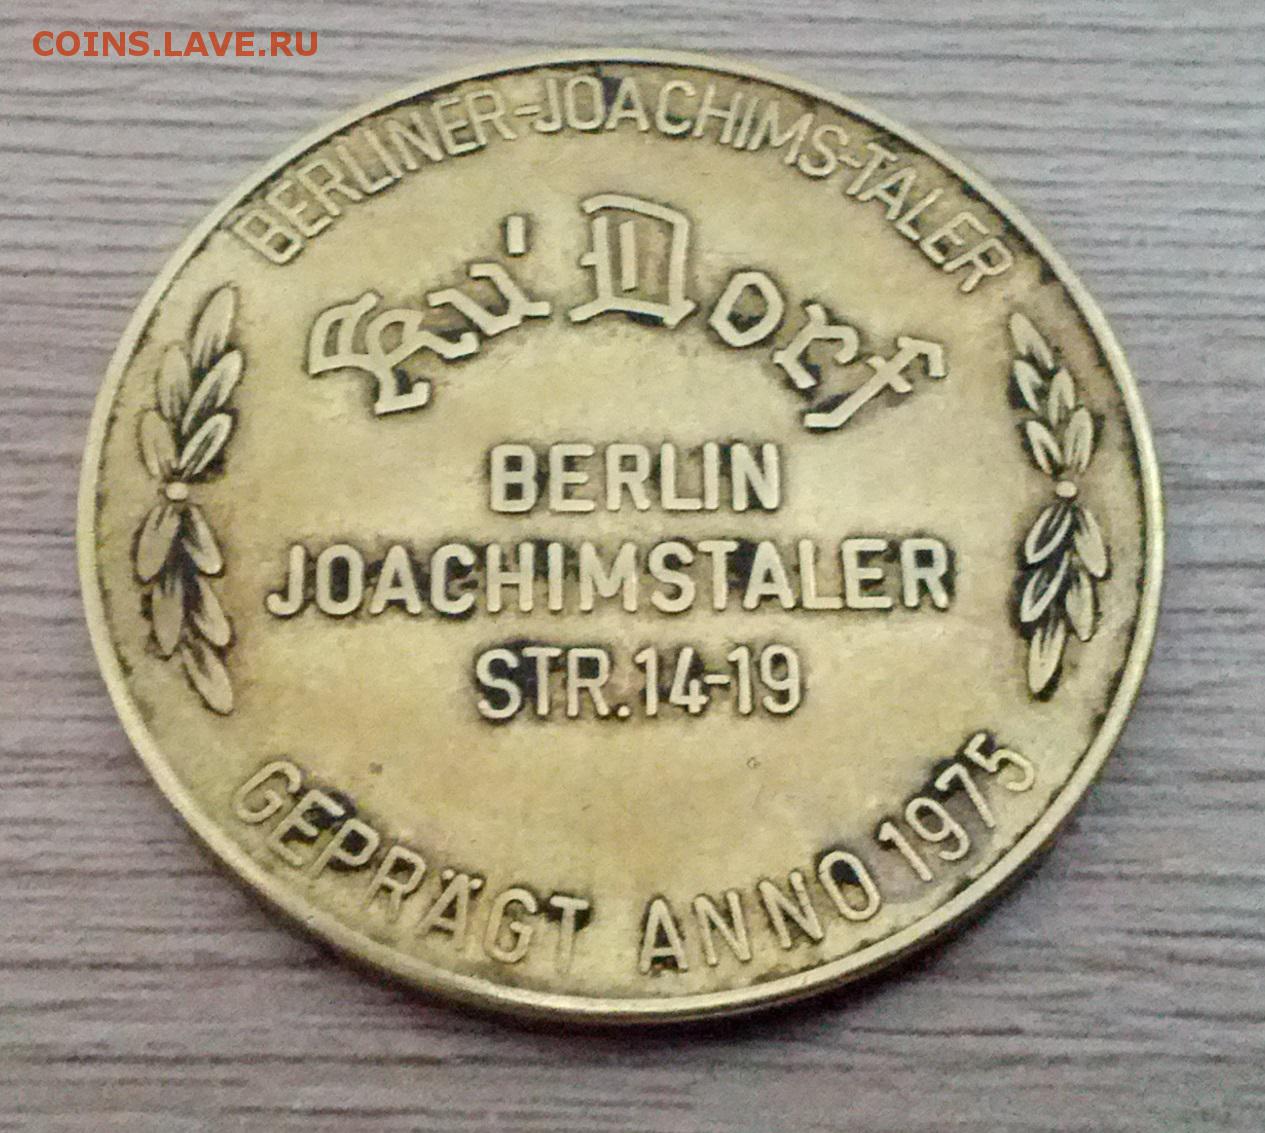 COINS.LAVE.RU
BERLINER-JOACHIMS-TALER
Ku'Dorf
BERLIN
JOACHIMSTALER
STR.14-19
GEPRÄGT ANNO 1975